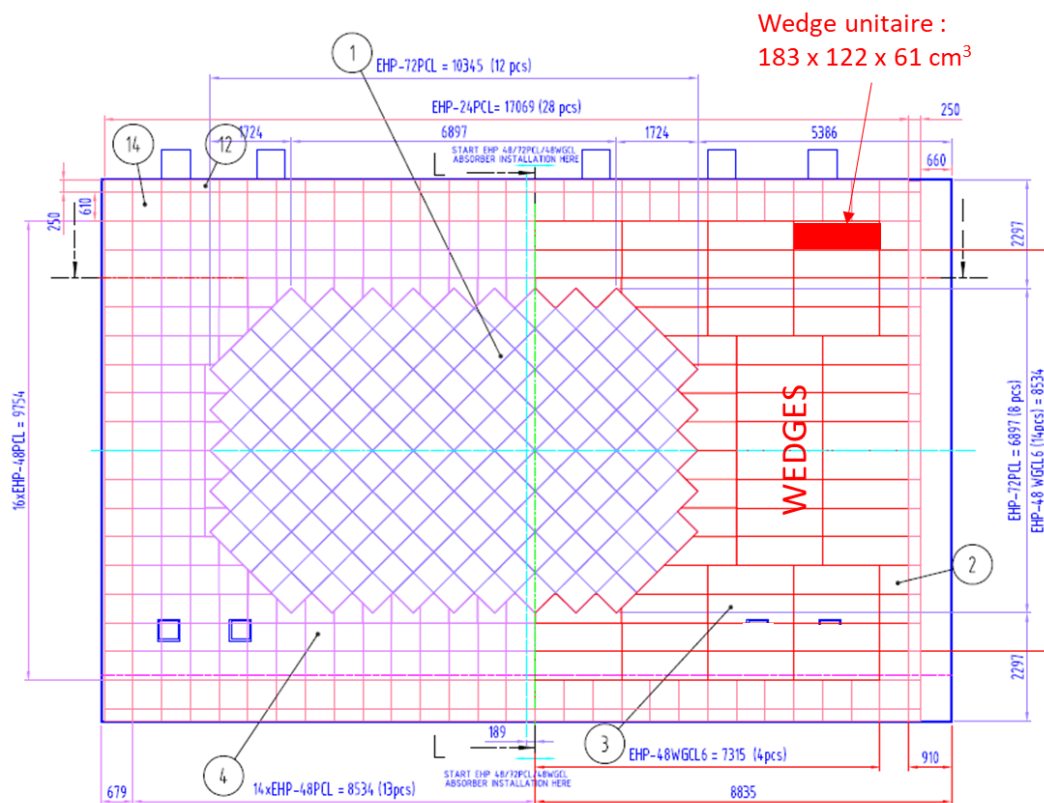 Wedge unitaire :
183 x 122 x 61 cm³
1
EHP-72PCL = 10345 (12 pcs)
EHP-24PCL= 17069 (28 pcs)
250
1724
6897
1724
5386
14
12
START EHP 48/72PCL/48WGCL
ABSORBER INSTALLATION HERE
L
660
610
250
2297
16xEHP-48PCL = 9754
WEDGES
EHP-72PCL = 6897 (8 pcs)
EHP-48 WGCL6 (14pcs) = 8534
2
2297
189
L
3
4
EHP-48WGCL6 = 7315 (4pcs)
910
START EHP 48/72PCL/48WGCL
ABSORBER INSTALLATION HERE
679
14xEHP-48PCL = 8534 (13pcs)
8835